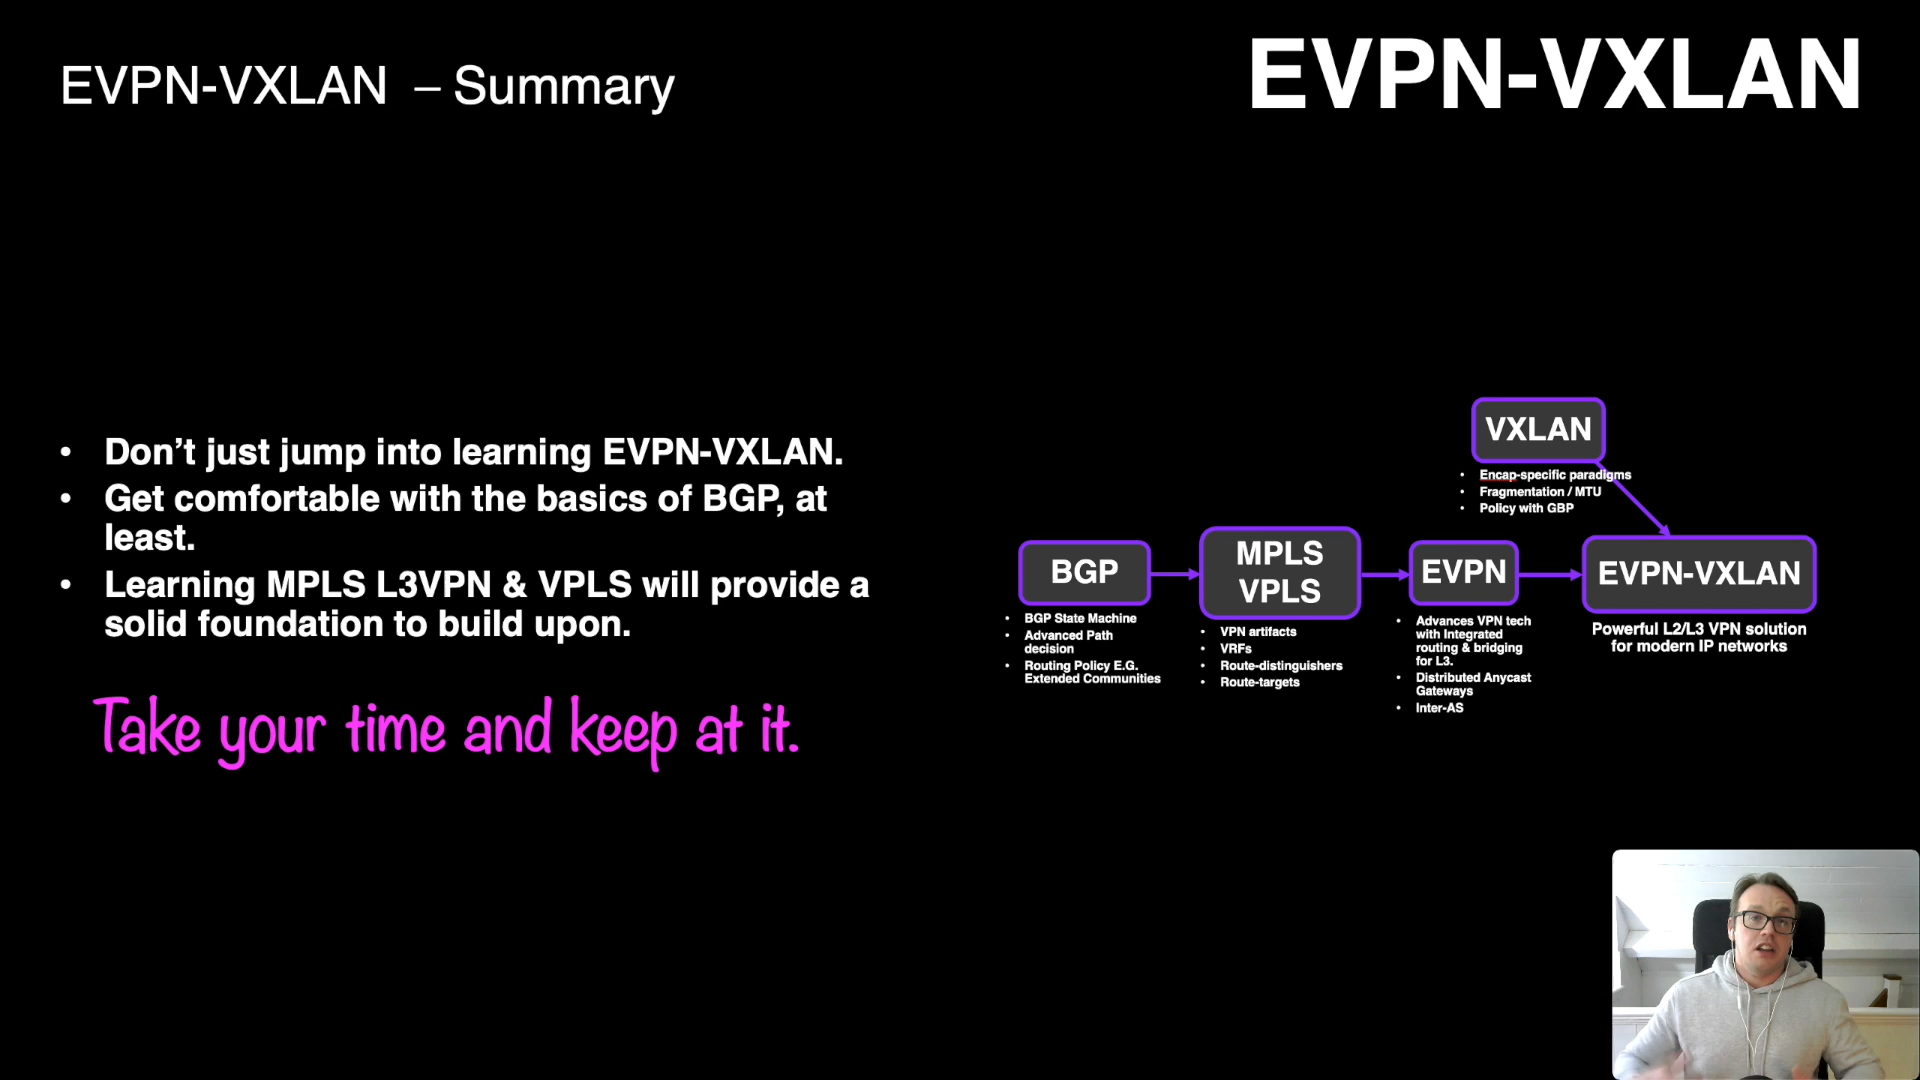 EVPN-VXLAN – Summary
EVPN-VXLAN
• Don’t just jump into learning EVPN-VXLAN.
• Get comfortable with the basics of BGP, at
least.
• Learning MPLS L3VPN & VPLS will provide a
solid foundation to build upon.
Take your time and keep at it.
VXLAN
• Encap-specific paradigms
• Fragmentation / MTU
• Policy with GBP
BGP
• BGP State Machine
• Advanced Path
decision
• Routing Policy E.G.
Extended Communities
MPLS
VPLS
• VPN artifacts
• VRFs
• Route-distinguishers
• Route-targets
EVPN
• Advances VPN tech
with Integrated
routing & bridging
for L3.
• Distributed Anycast
Gateways
• Inter-AS
EVPN-VXLAN
Powerful L2/L3 VPN solution
for modern IP networks